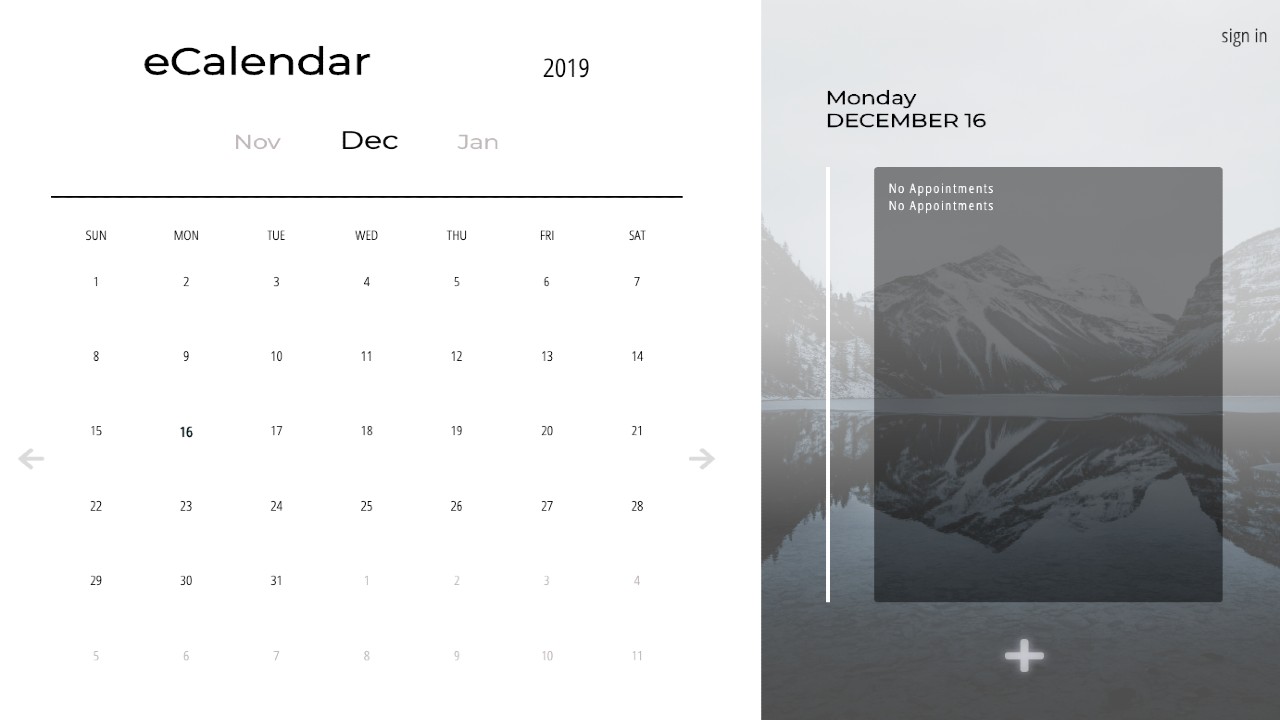 eCalendar
2019
Nov Dec Jan
SUN MON TUE WED THU FRI SAT
1 2 3 4 5 6 7
8 9 10 11 12 13 14
15 16 17 18 19 20 21
22 23 24 25 26 27 28
29 30 31 1 2 3 4
5 6 7 8 9 10 11
sign in
Monday
DECEMBER 16
No Appointments
No Appointments